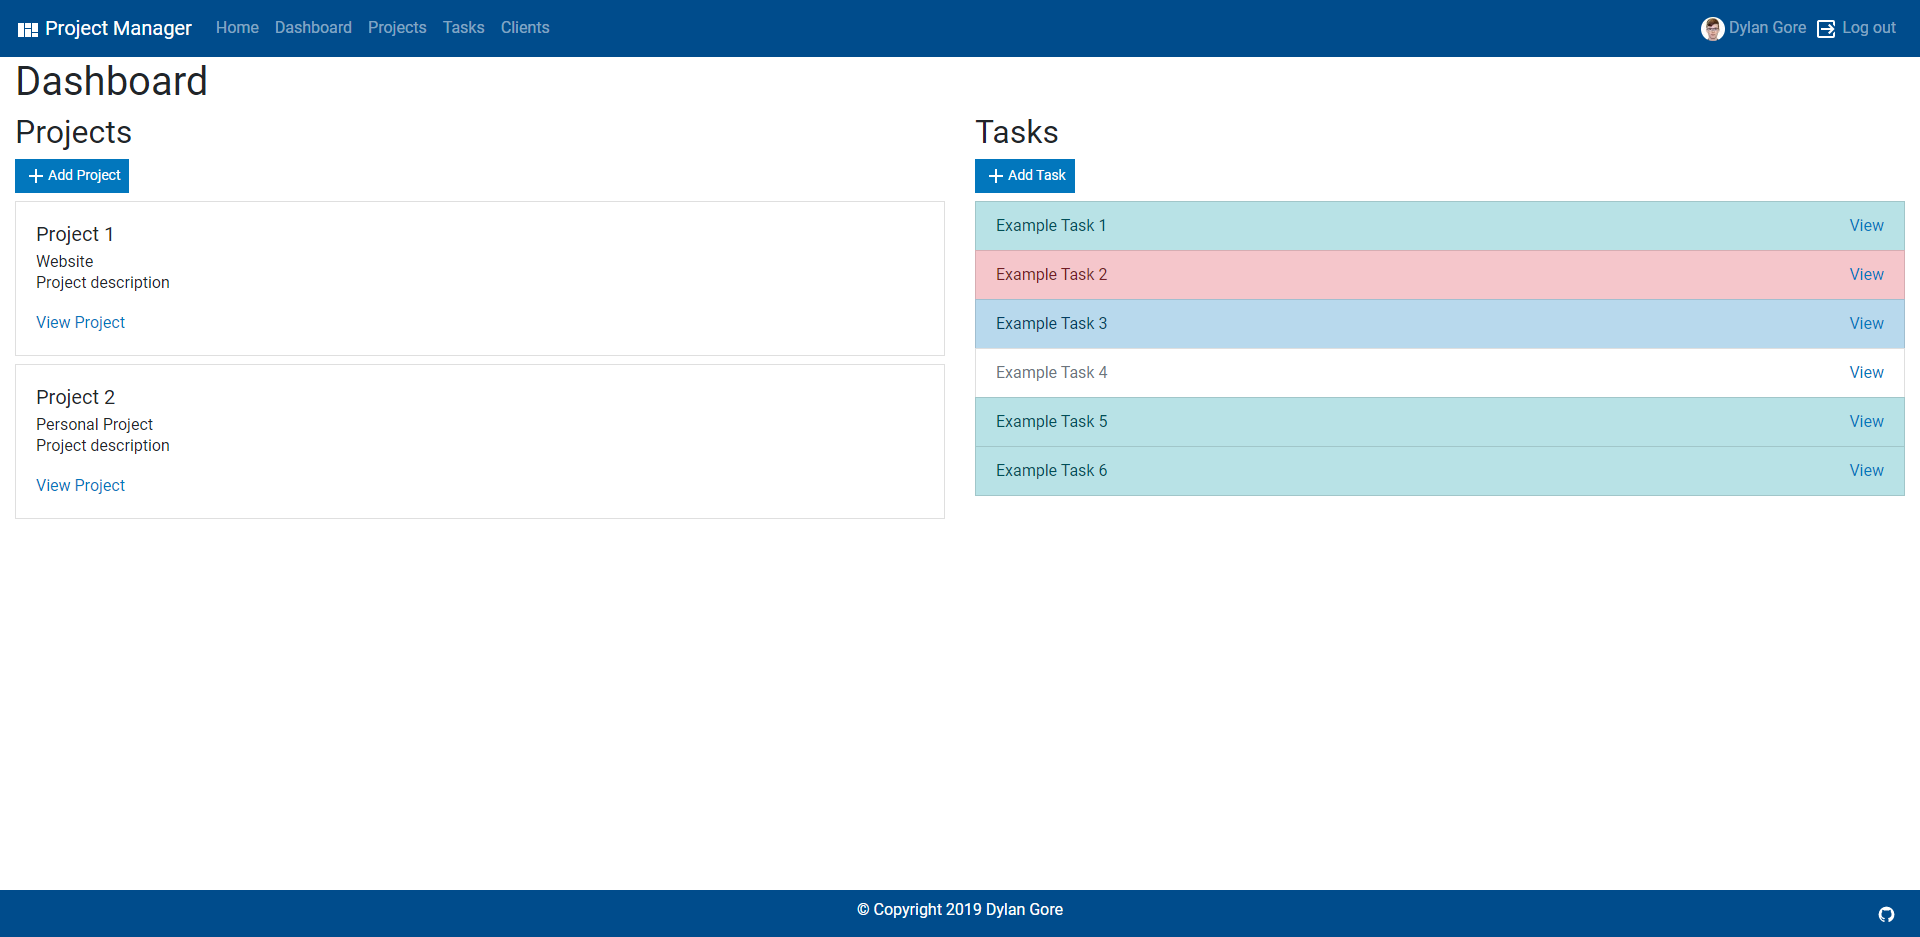 Project Manager Home Dashboard Projects Tasks Clients Dylan Gore Log out
Dashboard
Projects
Add Project
Project 1
Website
Project description
View Project
Project 2
Personal Project
Project description
View Project
Tasks
Add Task
Example Task 1 View
Example Task 2 View
Example Task 3 View
Example Task 4 View
Example Task 5 View
Example Task 6 View
© Copyright 2019 Dylan Gore